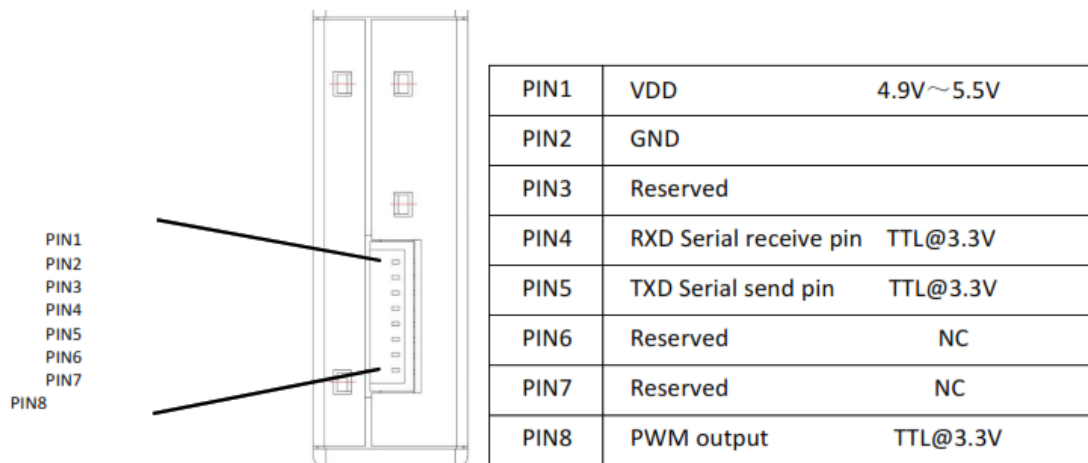 PIN1
PIN2
PIN3
PIN4
PIN5
PIN6
PIN7
PIN8
PIN1 VDD 4.9V～5.5V
PIN2 GND
PIN3 Reserved
PIN4 RXD Serial receive pin TTL@3.3V
PIN5 TXD Serial send pin TTL@3.3V
PIN6 Reserved NC
PIN7 Reserved NC
PIN8 PWM output TTL@3.3V